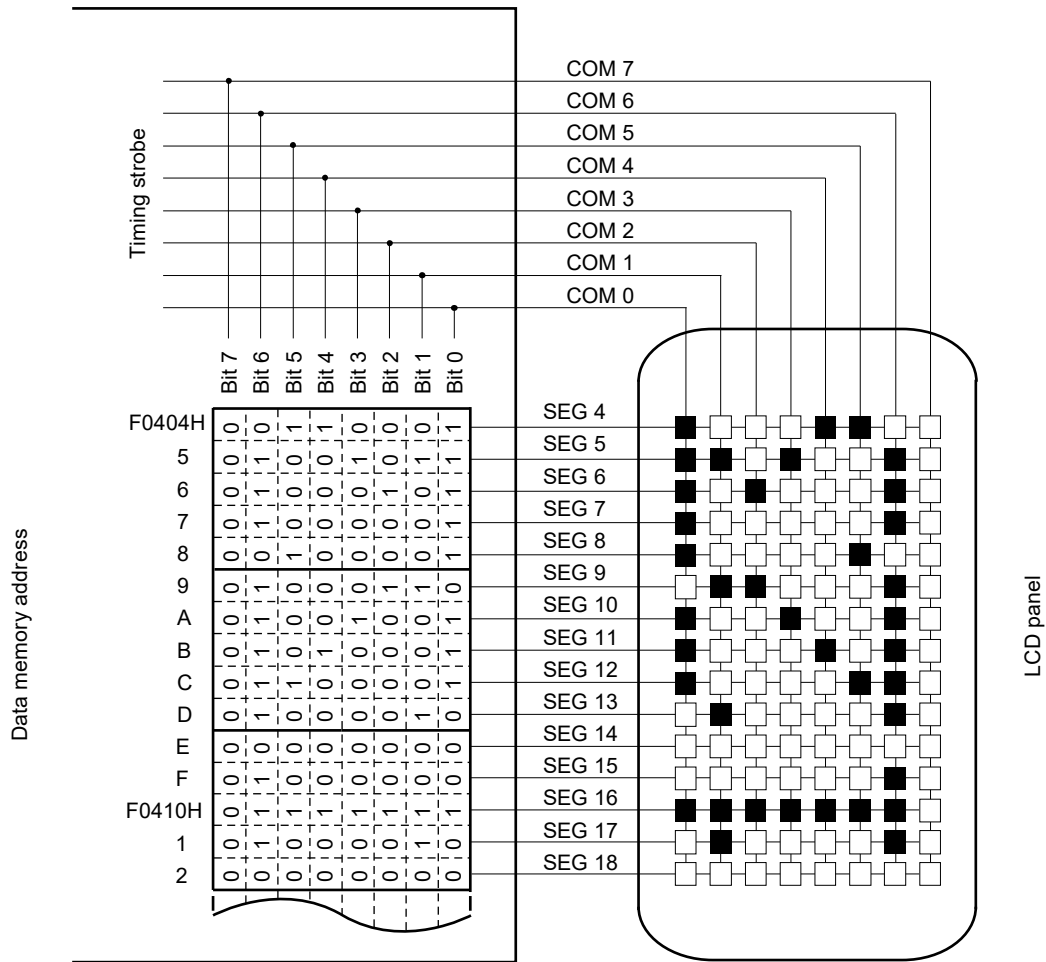 COM 7
COM 6
COM 5
COM 4
COM 3
COM 2
COM 1
COM 0
Timing strobe
Bit 7 Bit 6 Bit 5 Bit 4 Bit 3 Bit 2 Bit 1 Bit 0
F0404H 0 0 1 1 0 0 0 1 SEG 4
5 0 1 0 0 1 0 1 1 SEG 5
6 0 1 0 0 0 1 0 1 SEG 6
7 0 1 0 0 0 0 0 1 SEG 7
8 0 0 1 0 0 0 0 1 SEG 8
9 0 1 0 0 0 1 1 0 SEG 9
A 0 1 0 0 1 0 0 1 SEG 10
B 0 1 0 1 0 0 0 1 SEG 11
C 0 1 1 0 0 0 0 1 SEG 12
D 0 1 0 0 0 0 1 0 SEG 13
E 0 0 0 0 0 0 0 0 SEG 14
F 0 1 0 0 0 0 0 0 SEG 15
F0410H 0 1 1 1 1 1 1 1 SEG 16
1 0 1 0 0 0 0 1 0 SEG 17
2 0 0 0 0 0 0 0 0 SEG 18
Data memory address
LCD panel